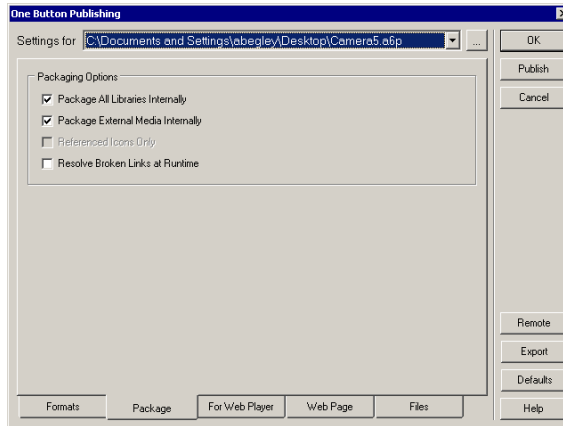 One Button Publishing
Settings for C:\Documents and Settings\abegley\Desktop\Camera5.a6p ...
OK
Publish
Cancel
Packaging Options
Package All Libraries Internally
Package External Media Internally
Referenced Icons Only
Resolve Broken Links at Runtime
Remote
Export
Defaults
Help
Formats Package For Web Player Web Page Files